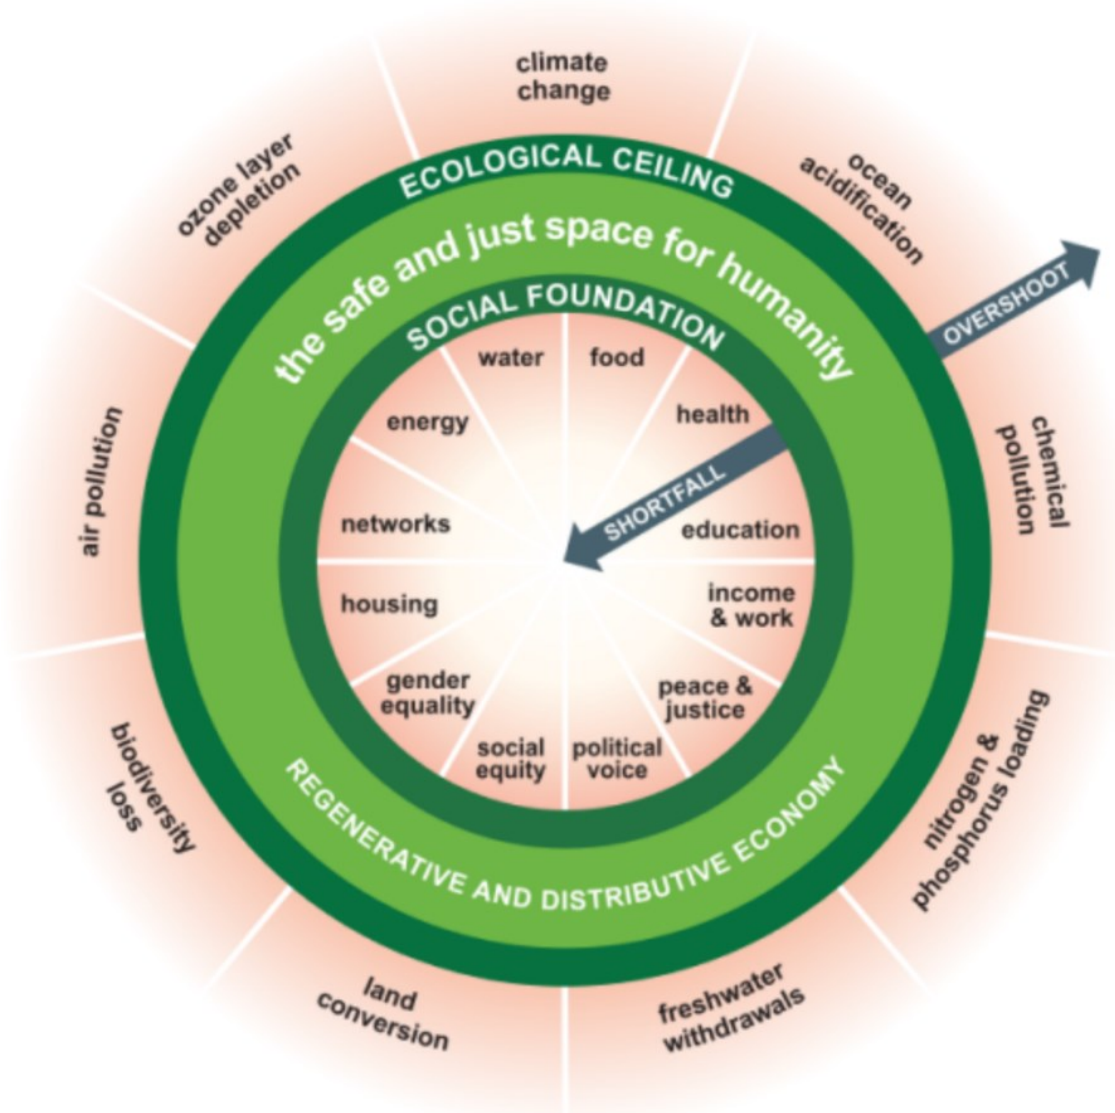 climate
change
ozone layer
depletion
ocean
acidification
ECOLOGICAL CEILING
the safe and just space for humanity
SOCIAL FOUNDATION
OVERSHOOT
water
food
energy
health
air pollution
chemical
pollution
SHORTFALL
networks
education
housing
income
& work
gender
equality
peace &
justice
social
equity
political
voice
biodiversity
loss
nitrogen &
phosphorus loading
REGENERATIVE AND DISTRIBUTIVE ECONOMY
land
conversion
freshwater
withdrawals